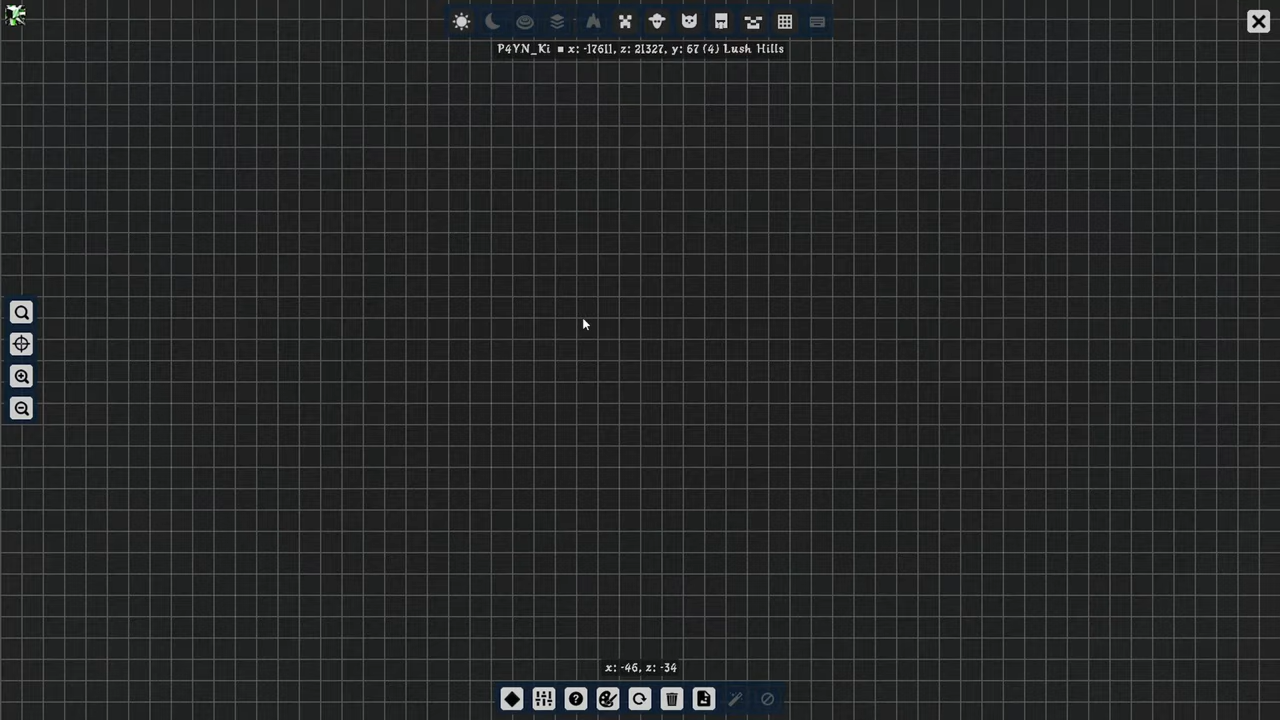 P4YN_Ki ■ x: -17611, z: 21327, y: 67 (4) Lush Hills
x: -46, z: -34